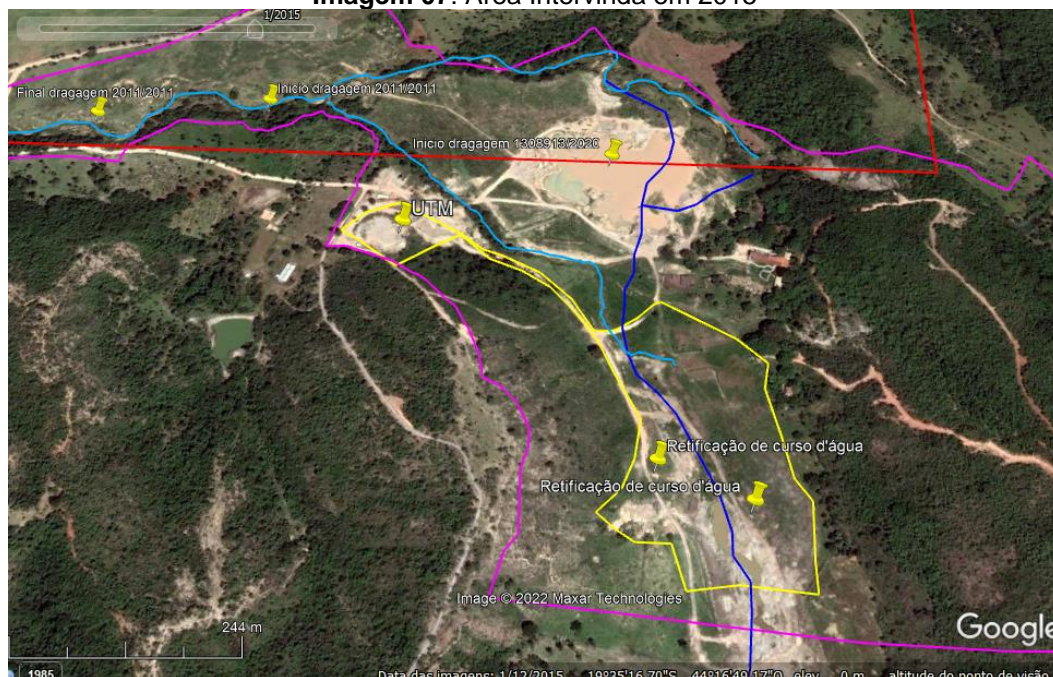 Imagem 07: Área Intervinda em 2015
1/2015
Final dragagem 2011/2011
Início dragagem 2011/2011
Início dragagem 1308913/2020
UTM
Retificação de curso d'água
Retificação de curso d'água
Image © 2022 Maxar Technologies
244 m
Google
1985
Data das imagens: 1/12/2015 19°35'16.70"S 44°16'49.17"O elev 0 m altitude do ponto de visão